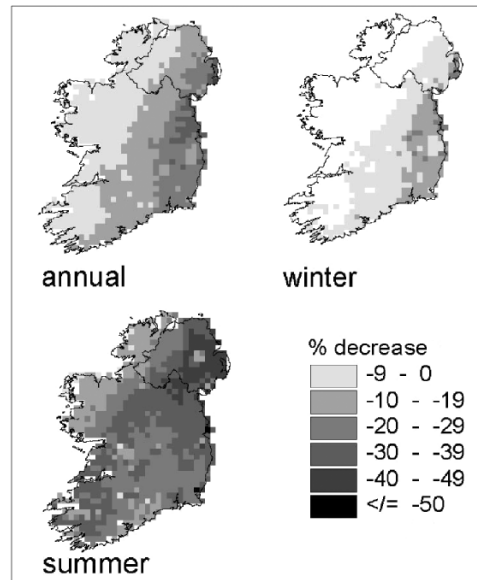 annual
winter
summer
% decrease
-9 - 0
-10 - -19
-20 - -29
-30 - -39
-40 - -49
</= -50